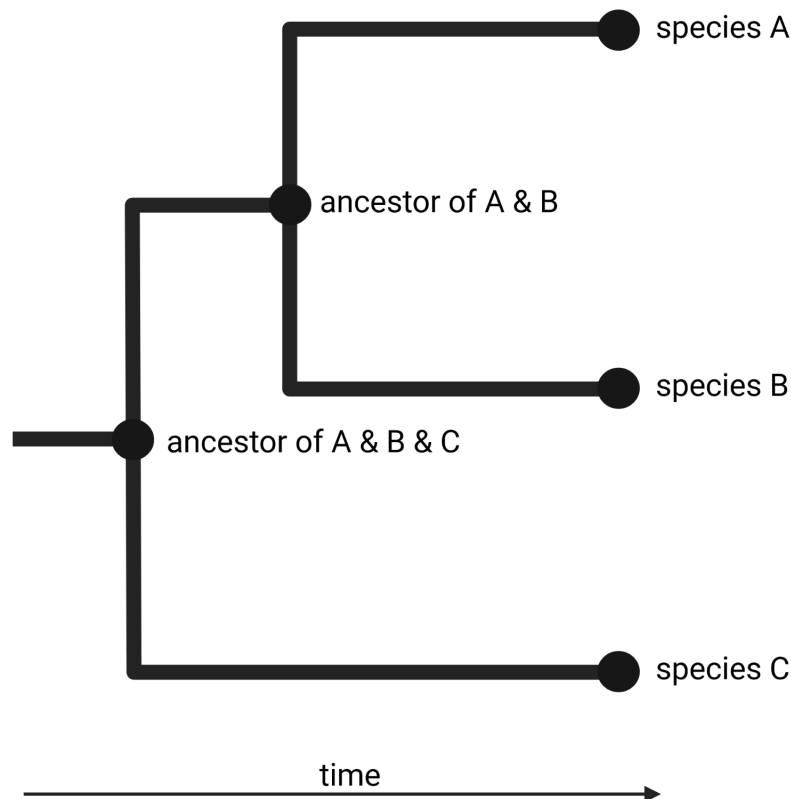 species A
ancestor of A & B
species B
ancestor of A & B & C
species C
time